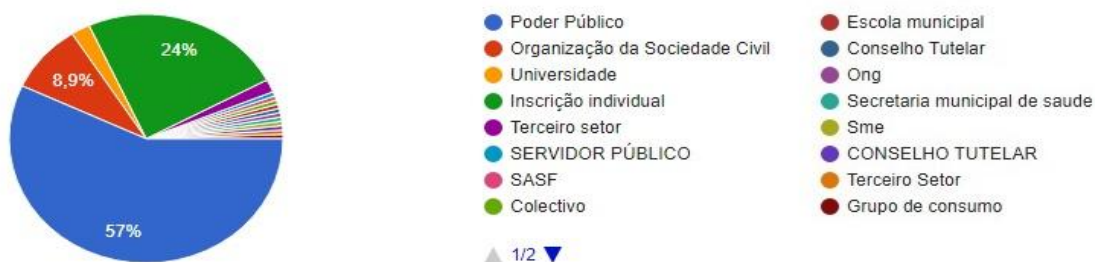 24%
8,9%
57%
Poder Público
Organização da Sociedade Civil
Universidade
Inscrição individual
Terceiro setor
SERVIDOR PÚBLICO
SASF
Colectivo
1/2
Escola municipal
Conselho Tutelar
Ong
Secretaria municipal de saude
Sme
CONSELHO TUTELAR
Terceiro Setor
Grupo de consumo